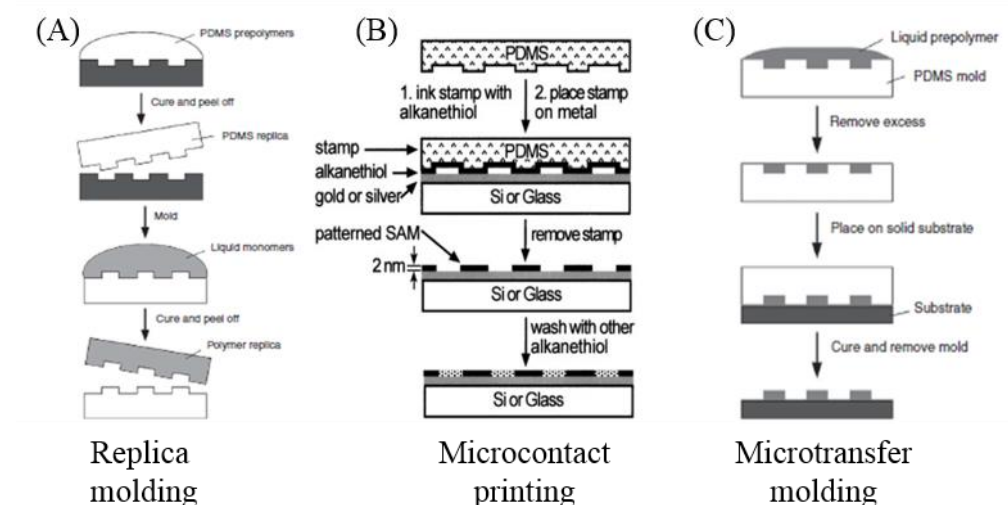 (A)
PDMS prepolymers
Cure and peel off
PDMS replica
Mold
Liquid monomers
Cure and peel off
Polymer replica
Replica
molding
(B)
PDMS
1. ink stamp with
alkanethiol
2. place stamp
on metal
stamp
PDMS
alkanethiol
gold or silver
Si or Glass
patterned SAM
remove stamp
2 nm
Si or Glass
wash with other
alkanethiol
Si or Glass
Microcontact
printing
(C)
Liquid prepolymer
PDMS mold
Remove excess
Place on solid substrate
Substrate
Cure and remove mold
Microtransfer
molding